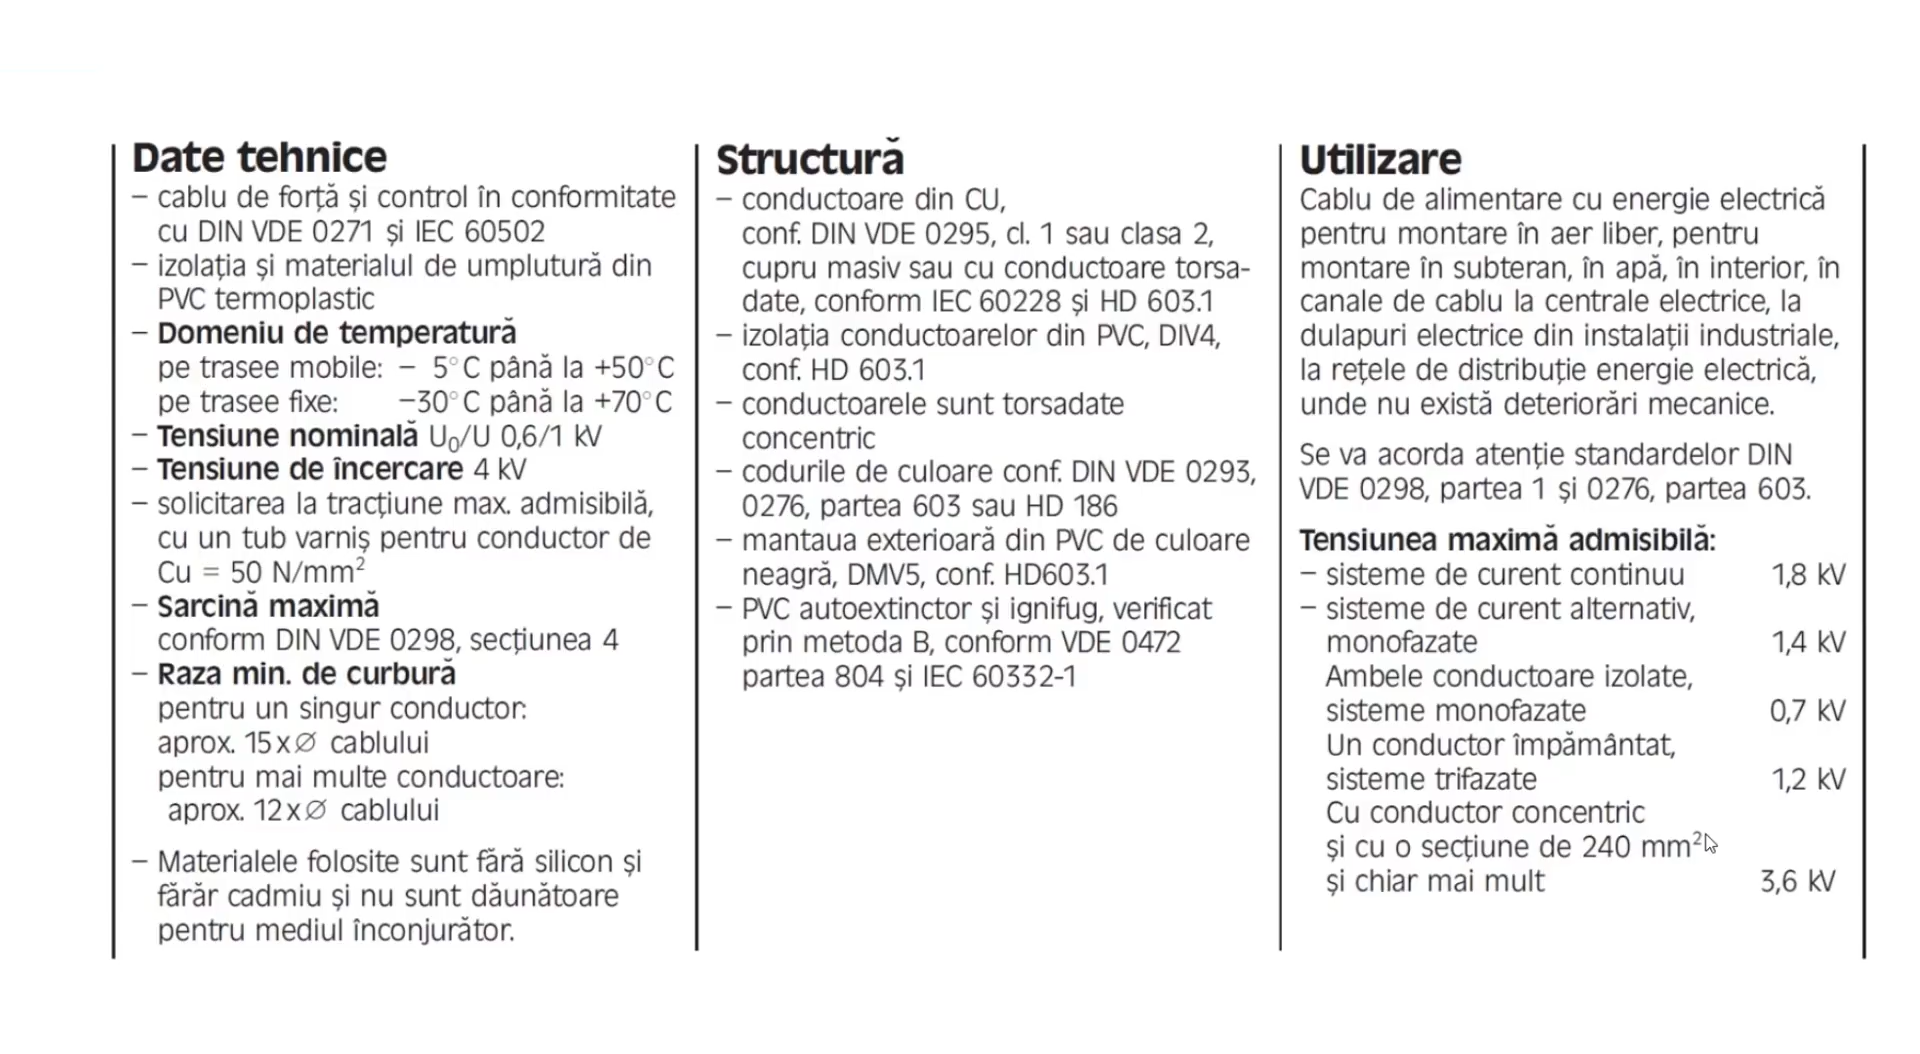 Date tehnice
– cablu de forță și control în conformitate
cu DIN VDE 0271 și IEC 60502
– izolația și materialul de umplutură din
PVC termoplastic
– Domeniu de temperatură
pe trasee mobile: – 5°C până la +50°C
pe trasee fixe: –30°C până la +70°C
– Tensiune nominală U₀/U 0,6/1 kV
– Tensiune de încercare 4 kV
– solicitarea la tracțiune max. admisibilă,
cu un tub varniș pentru conductor de
Cu = 50 N/mm²
– Sarcină maximă
conform DIN VDE 0298, secțiunea 4
– Raza min. de curbură
pentru un singur conductor:
aprox. 15x∅ cablului
pentru mai multe conductoare:
aprox. 12x∅ cablului
– Materialele folosite sunt fără silicon și
fărăr cadmiu și nu sunt dăunătoare
pentru mediul înconjurător.
Structură
– conductoare din CU,
conf. DIN VDE 0295, cl. 1 sau clasa 2,
cupru masiv sau cu conductoare torsa-
date, conform IEC 60228 și HD 603.1
– izolația conductoarelor din PVC, DIV4,
conf. HD 603.1
– conductoarele sunt torsadate
concentric
– codurile de culoare conf. DIN VDE 0293,
0276, partea 603 sau HD 186
– mantaua exterioară din PVC de culoare
neagră, DMV5, conf. HD603.1
– PVC autoextinctor și ignifug, verificat
prin metoda B, conform VDE 0472
partea 804 și IEC 60332-1
Utilizare
Cablu de alimentare cu energie electrică
pentru montare în aer liber, pentru
montare în subteran, în apă, în interior, în
canale de cablu la centrale electrice, la
dulapuri electrice din instalații industriale,
la rețele de distribuție energie electrică,
unde nu există deteriorări mecanice.
Se va acorda atenție standardelor DIN
VDE 0298, partea 1 și 0276, partea 603.
Tensiunea maximă admisibilă:
– sisteme de curent continuu 1,8 kV
– sisteme de curent alternativ,
monofazate 1,4 kV
Ambele conductoare izolate,
sisteme monofazate 0,7 kV
Un conductor împământat,
sisteme trifazate 1,2 kV
Cu conductor concentric
și cu o secțiune de 240 mm²
și chiar mai mult 3,6 kV